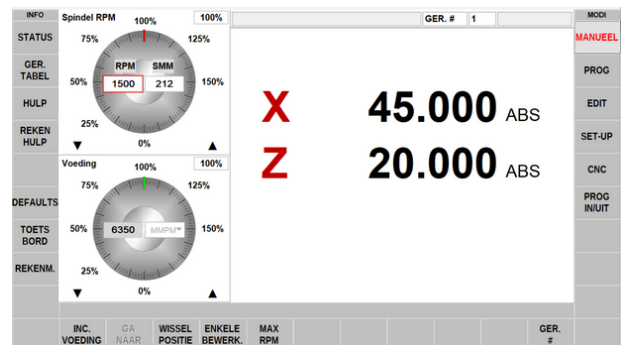 INFO
STATUS
GER.
TABEL
HULP
REKEN
HULP
DEFAULTS
TOETS
BORD
REKENM.
Spindel RPM
100%
100%
75%
125%
RPM
SMM
50%
1500
212
150%
25%
0%
Voeding
100%
100%
75%
125%
50%
6350
MMPM
150%
25%
0%
GER. #
1
X
45.000
ABS
Z
20.000
ABS
MODI
MANUEEL
PROG
EDIT
SET-UP
CNC
PROG
IN/UIT
INC.
VOEDING
GA
NAAR
WISSEL
POSITIE
ENKELE
BEWERK.
MAX
RPM
GER.
#